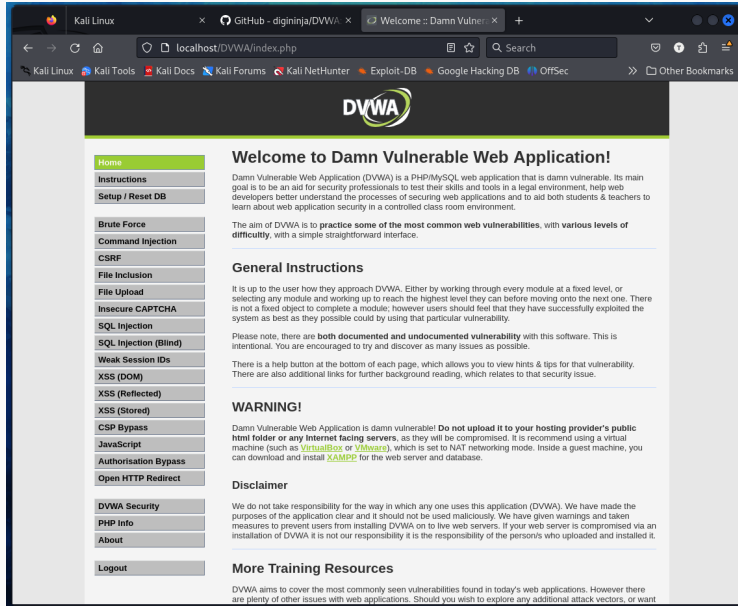 Kali Linux
GitHub - digininja/DVWA:
Welcome :: Damn Vulner
localhost/DVWA/index.php
Search
Kali Linux
Kali Tools
Kali Docs
Kali Forums
Kali NetHunter
Exploit-DB
Google Hacking DB
OffSec
Other Bookmarks
DVWA
Home
Instructions
Setup / Reset DB
Brute Force
Command Injection
CSRF
File Inclusion
File Upload
Insecure CAPTCHA
SQL Injection
SQL Injection (Blind)
Weak Session IDs
XSS (DOM)
XSS (Reflected)
XSS (Stored)
CSP Bypass
JavaScript
Authorisation Bypass
Open HTTP Redirect
DVWA Security
PHP Info
About
Logout
Welcome to Damn Vulnerable Web Application!
Damn Vulnerable Web Application (DVWA) is a PHP/MySQL web application that is damn vulnerable. Its main
goal is to be an aid for security professionals to test their skills and tools in a legal environment, help web
developers better understand the processes of securing web applications and to aid both students & teachers to
learn about web application security in a controlled class room environment.
The aim of DVWA is to practice some of the most common web vulnerabilities, with various levels of
difficultly, with a simple straightforward interface.
General Instructions
It is up to the user how they approach DVWA. Either by working through every module at a fixed level, or
selecting any module and working up to reach the highest level they can before moving onto the next one. There
is not a fixed object to complete a module; however users should feel that they have successfully exploited the
system as best as they possible could by using that particular vulnerability.
Please note, there are both documented and undocumented vulnerability with this software. This is
intentional. You are encouraged to try and discover as many issues as possible.
There is a help button at the bottom of each page, which allows you to view hints & tips for that vulnerability.
There are also additional links for further background reading, which relates to that security issue.
WARNING!
Damn Vulnerable Web Application is damn vulnerable! Do not upload it to your hosting provider's public
html folder or any Internet facing servers, as they will be compromised. It is recommend using a virtual
machine (such as VirtualBox or VMware), which is set to NAT networking mode. Inside a guest machine, you
can download and install XAMPP for the web server and database.
Disclaimer
We do not take responsibility for the way in which any one uses this application (DVWA). We have made the
purposes of the application clear and it should not be used maliciously. We have given warnings and taken
measures to prevent users from installing DVWA on to live web servers. If your web server is compromised via an
installation of DVWA it is not our responsibility it is the responsibility of the person/s who uploaded and installed it.
More Training Resources
DVWA aims to cover the most commonly seen vulnerabilities found in today's web applications. However there
are plenty of other issues with web applications. Should you wish to explore any additional attack vectors, or want